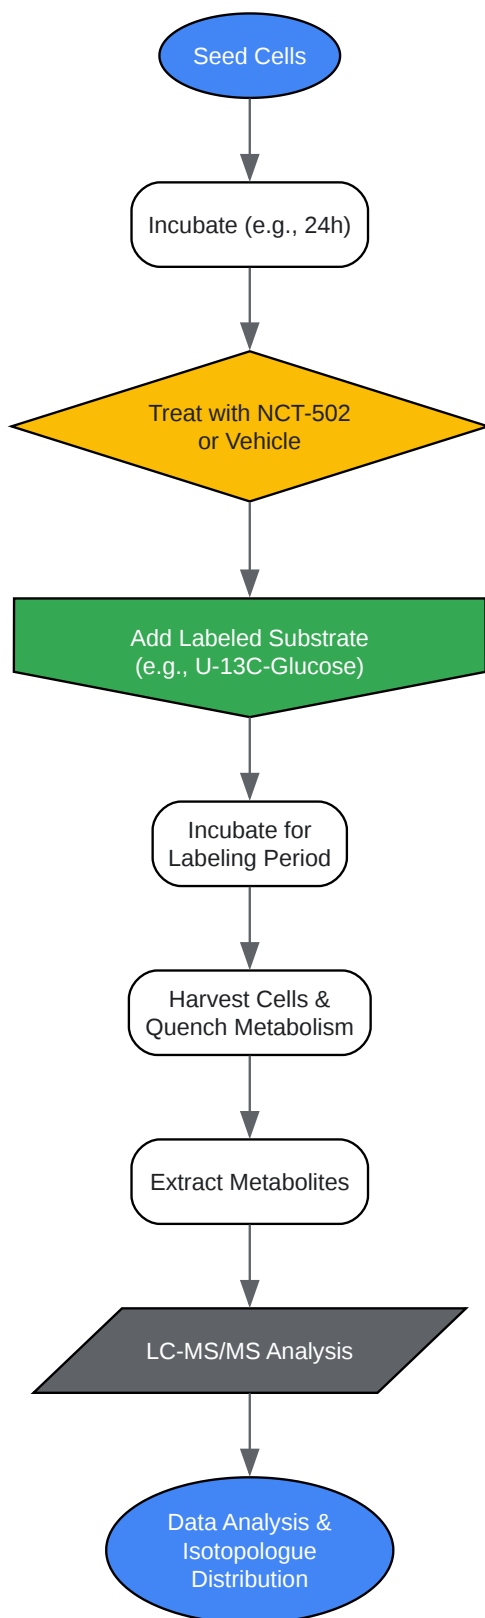 Seed Cells
Incubate (e.g., 24h)
Treat with NCT-502
or Vehicle
Add Labeled Substrate
(e.g., U-13C-Glucose)
Incubate for
Labeling Period
Harvest Cells &
Quench Metabolism
Extract Metabolites
LC-MS/MS Analysis
Data Analysis &
Isotopologue
Distribution